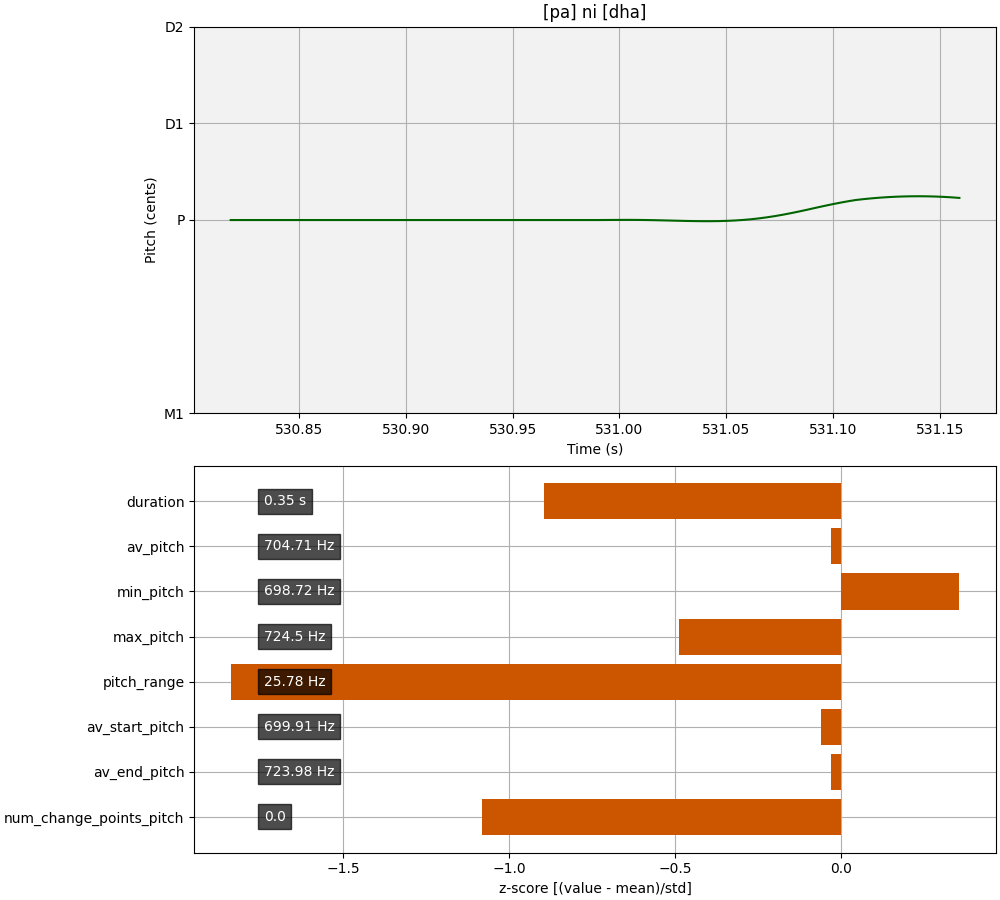 [pa] ni [dha]
D2
D1
P
M1
Pitch (cents)
530.85 530.90 530.95 531.00 531.05 531.10 531.15
Time (s)
duration 0.35 s
av_pitch 704.71 Hz
min_pitch 698.72 Hz
max_pitch 724.5 Hz
pitch_range 25.78 Hz
av_start_pitch 699.91 Hz
av_end_pitch 723.98 Hz
num_change_points_pitch 0.0
−1.5 −1.0 −0.5 0.0
z-score [(value - mean)/std]